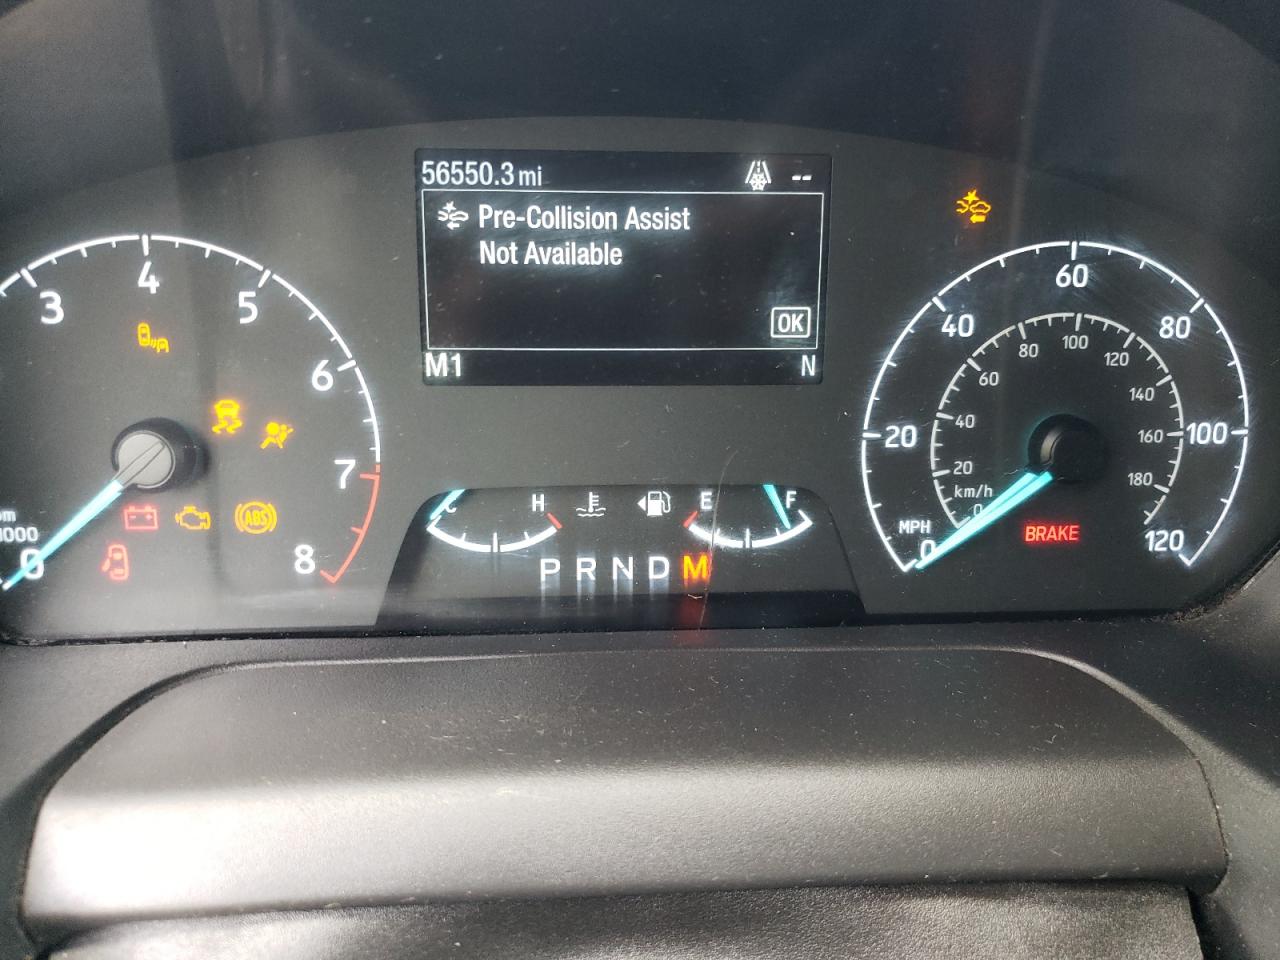 56550.3 mi --
Pre-Collision Assist
Not Available
OK
M1 N
3
4
5
6
7
8
0
ABS
C H
E F
P R N D M
MPH
0
20
40
60
80
100
120
km/h
0
20
40
60
80
100
120
140
160
180
BRAKE